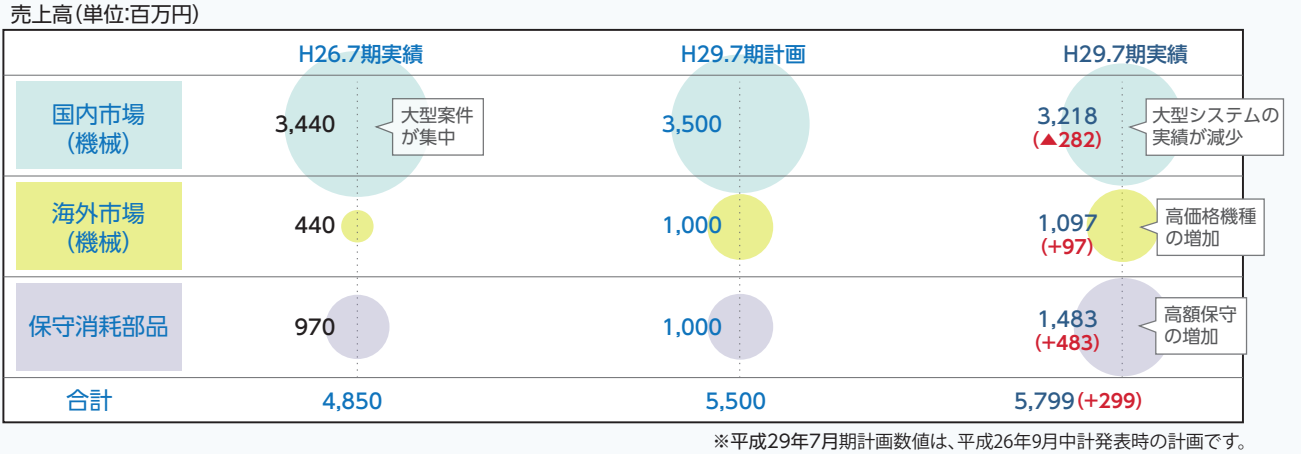 売上高(単位:百万円)
H26.7期実績 H29.7期計画 H29.7期実績
国内市場
(機械)
3,440
大型案件
が集中
3,500
3,218
(▲282)
大型システムの
実績が減少
海外市場
(機械)
440
1,000
1,097
(+97)
高価格機種
の増加
保守消耗部品
970
1,000
1,483
(+483)
高額保守
の増加
合計 4,850 5,500 5,799(+299)
※平成29年7月期計画数値は、平成26年9月中計発表時の計画です。